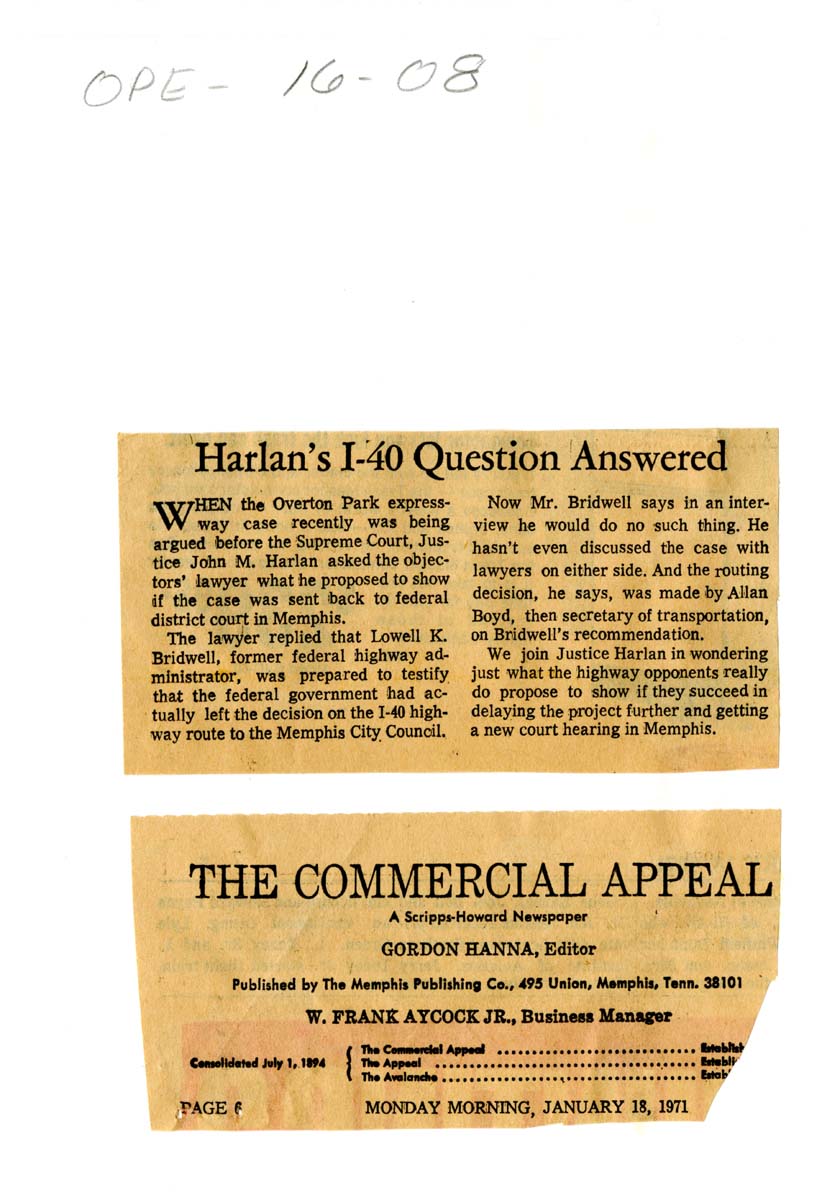 OPE - 16 - 08
Harlan's I-40 Question Answered
WHEN the Overton Park express-
way case recently was being
argued before the Supreme Court, Jus-
tice John M. Harlan asked the objec-
tors' lawyer what he proposed to show
if the case was sent back to federal
district court in Memphis.
The lawyer replied that Lowell K.
Bridwell, former federal highway ad-
ministrator, was prepared to testify
that the federal government had ac-
tually left the decision on the I-40 high-
way route to the Memphis City Council.
Now Mr. Bridwell says in an inter-
view he would do no such thing. He
hasn't even discussed the case with
lawyers on either side. And the routing
decision, he says, was made by Allan
Boyd, then secretary of transportation,
on Bridwell's recommendation.
We join Justice Harlan in wondering
just what the highway opponents really
do propose to show if they succeed in
delaying the project further and getting
a new court hearing in Memphis.
THE COMMERCIAL APPEAL
A Scripps-Howard Newspaper
GORDON HANNA, Editor
Published by The Memphis Publishing Co., 495 Union, Memphis, Tenn. 38101
W. FRANK AYCOCK JR., Business Manager
Consolidated July 1, 1894
The Commercial Appeal ................................ Establish
The Appeal ................................ Establi
The Avalanche ................................ Estab
PAGE 6
MONDAY MORNING, JANUARY 18, 1971